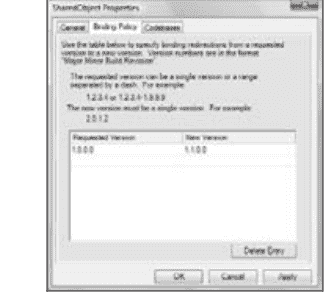 SharedObject Properties
General Binding Policy Codebases
Use the table below to specify binding redirections from a requested
version to a new version. Version numbers are in the format
'Major.Minor.Build.Revision'.
The requested version can be a single version or a range
separated by a dash. For example:
1.2.3.4 or 1.2.3.4-1.9.9.9
The new version must be a single version. For example:
2.0.1.2
Requested Version New Version
1.0.0.0 1.1.0.0
Delete Entry
OK Cancel Apply